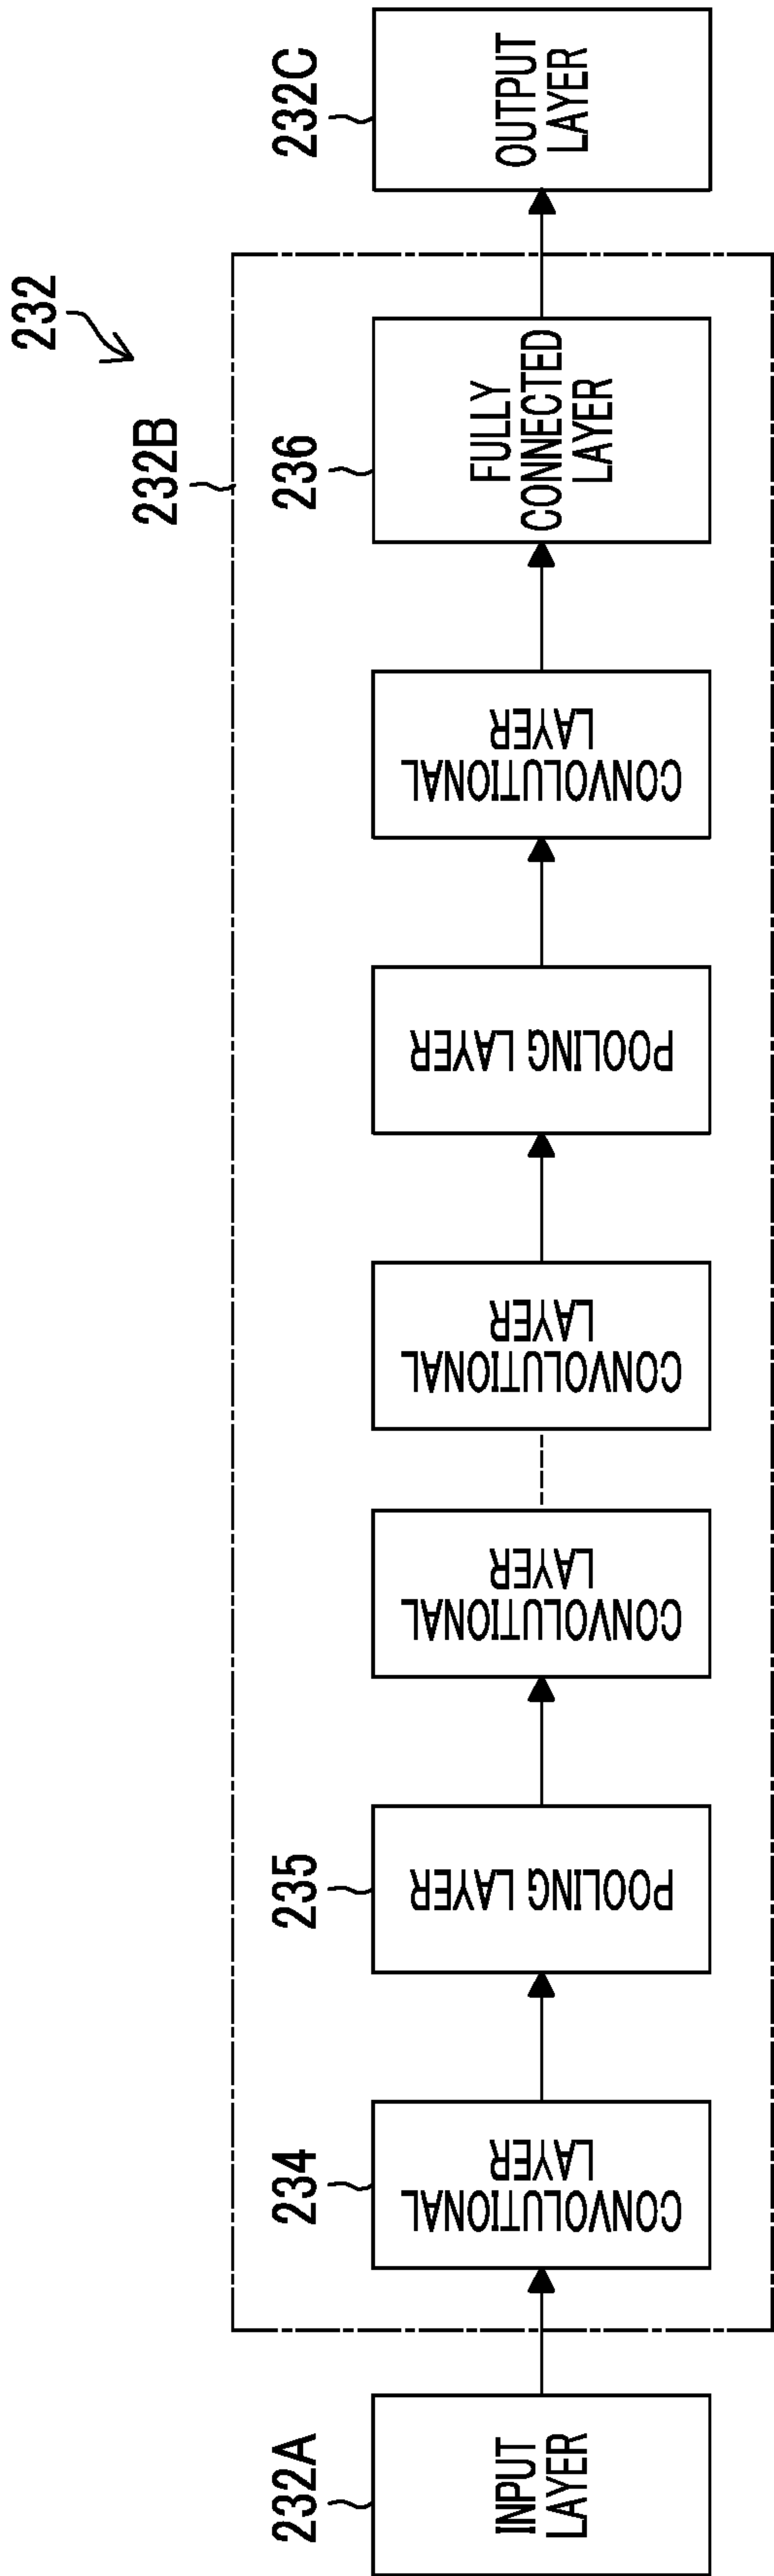 232
232B
232A
INPUT
LAYER
234
CONVOLUTIONAL
LAYER
235
POOLING LAYER
CONVOLUTIONAL
LAYER
CONVOLUTIONAL
LAYER
POOLING LAYER
CONVOLUTIONAL
LAYER
236
FULLY
CONNECTED
LAYER
232C
OUTPUT
LAYER